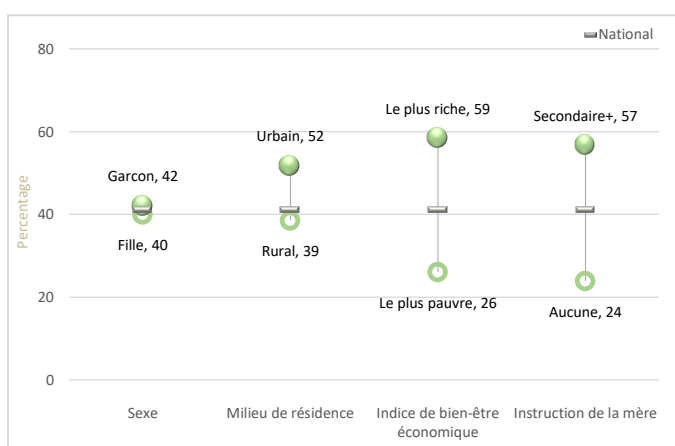 National
80
60
40
20
0
Percentage
Garcon, 42
Fille, 40
Urbain, 52
Rural, 39
Le plus riche, 59
Le plus pauvre, 26
Secondaire+, 57
Aucune, 24
Sexe
Milieu de résidence
Indice de bien-être
économique
Instruction de la mère